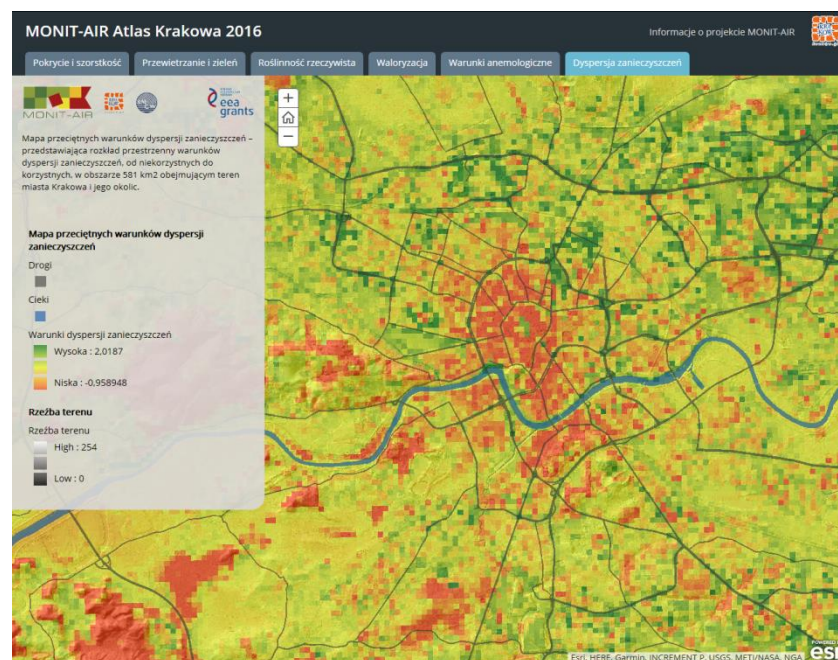 MONIT-AIR Atlas Krakowa 2016
Informacje o projekcie MONIT-AIR
Pokrycie i szorstkość
Przewietrzanie i zieleń
Roślinność rzeczywista
Waloryzacja
Warunki anemologiczne
Dyspersja zanieczyszczeń
MONIT-AIR
eea
grants
Mapa przeciętnych warunków dyspersji zanieczyszczeń –
przedstawiająca rozkład przestrzenny warunków
dyspersji zanieczyszczeń, od niekorzystnych do
korzystnych, w obszarze 581 km2 obejmującym teren
miasta Krakowa i jego okolic.
Mapa przeciętnych warunków dyspersji
zanieczyszczeń
Drogi
Cieki
Warunki dyspersji zanieczyszczeń
Wysoka : 2,0187
Niska : -0,958948
Rzeźba terenu
Rzeźba terenu
High : 254
Low : 0
Esri, HERE, Garmin, INCREMENT P, USGS, METI/NASA, NGA
POWERED
esri